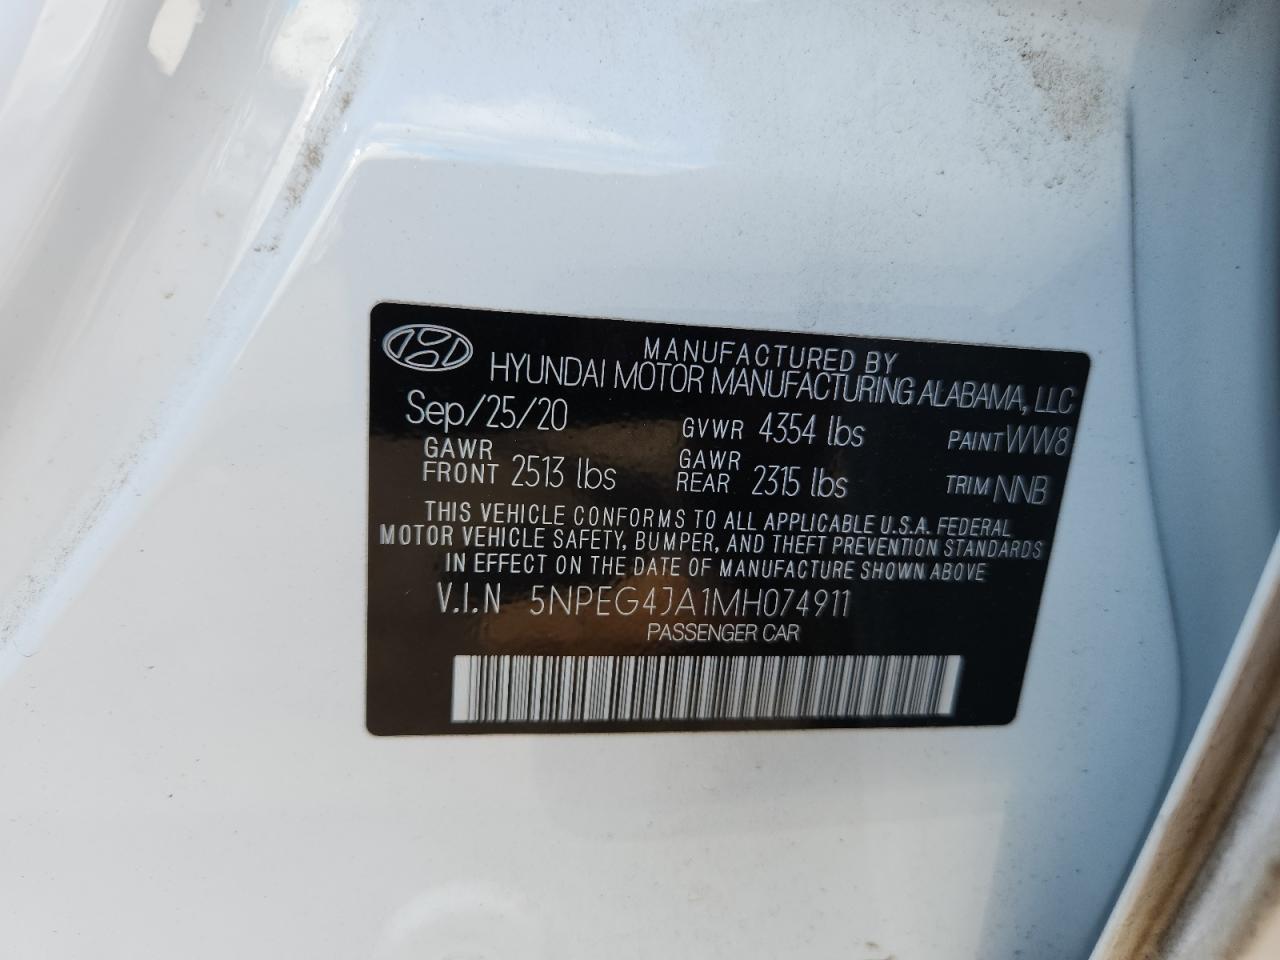 MANUFACTURED BY
HYUNDAI MOTOR MANUFACTURING ALABAMA, LLC
Sep/25/20 GVWR 4354 lbs PAINT WW8
GAWR FRONT 2513 lbs GAWR REAR 2315 lbs TRIM NNB
THIS VEHICLE CONFORMS TO ALL APPLICABLE U.S.A. FEDERAL
MOTOR VEHICLE SAFETY, BUMPER, AND THEFT PREVENTION STANDARDS
IN EFFECT ON THE DATE OF MANUFACTURE SHOWN ABOVE
V.I.N 5NPEG4JA1MH074911
PASSENGER CAR